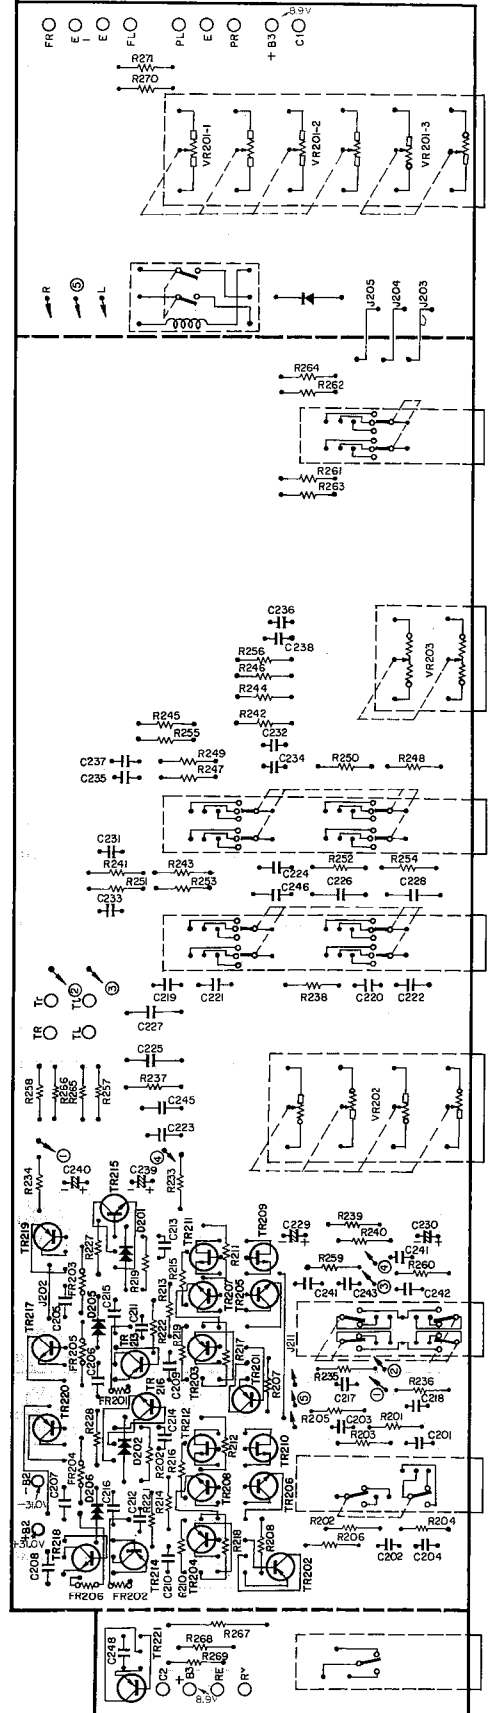 FR
E
E
FL
PL
E
PR
+B3
8.9V
C1
R271
R270
VR201-1
VR201-2
VR201-3
R
⑤
L
J205
J204
J203
R264
R262
R261
R263
C236
C238
R256
R246
R244
R242
VR203
R245
R255
C232
C234
C237
C235
R249
R247
R250
R248
C231
R241
R251
C233
R243
R253
C224
C246
R252
C226
R254
C228
C219
C221
R238
C220
C222
Tr
②
③
TR
TL
C227
C225
R237
C245
C223
R258
R266
R265
R257
VR202
①
④
R234
C240
C239
R233
TR215
TR219
R227
D201
R219
C213
TR211
TR209
C229
R239
R240
C230
J202
FR203
C205
D205
C215
R213
R215
R211
R259
C241
C241
R260
④
③
C243
C242
TR217
FR205
C206
C211
R222
TR207
TR205
R219
C209
TR203
R217
J211
FR201
TR201
R207
R235
②
①
C217
R236
C218
⑤
TR220
R228
C214
TR212
R205
C203
R201
R203
C201
D202
R202
R216
R212
TR210
-B2
-31.0V
FR204
C207
D206
C216
C212
R221
R214
TR208
TR206
+B2
+31.0V
C208
TR218
FR206
FR202
TR214
C210
R210
TR204
R218
R208
TR202
R202
R206
R204
C202
C204
C248
TR221
R267
R268
R269
C2
+B3
8.9V
RE
RY